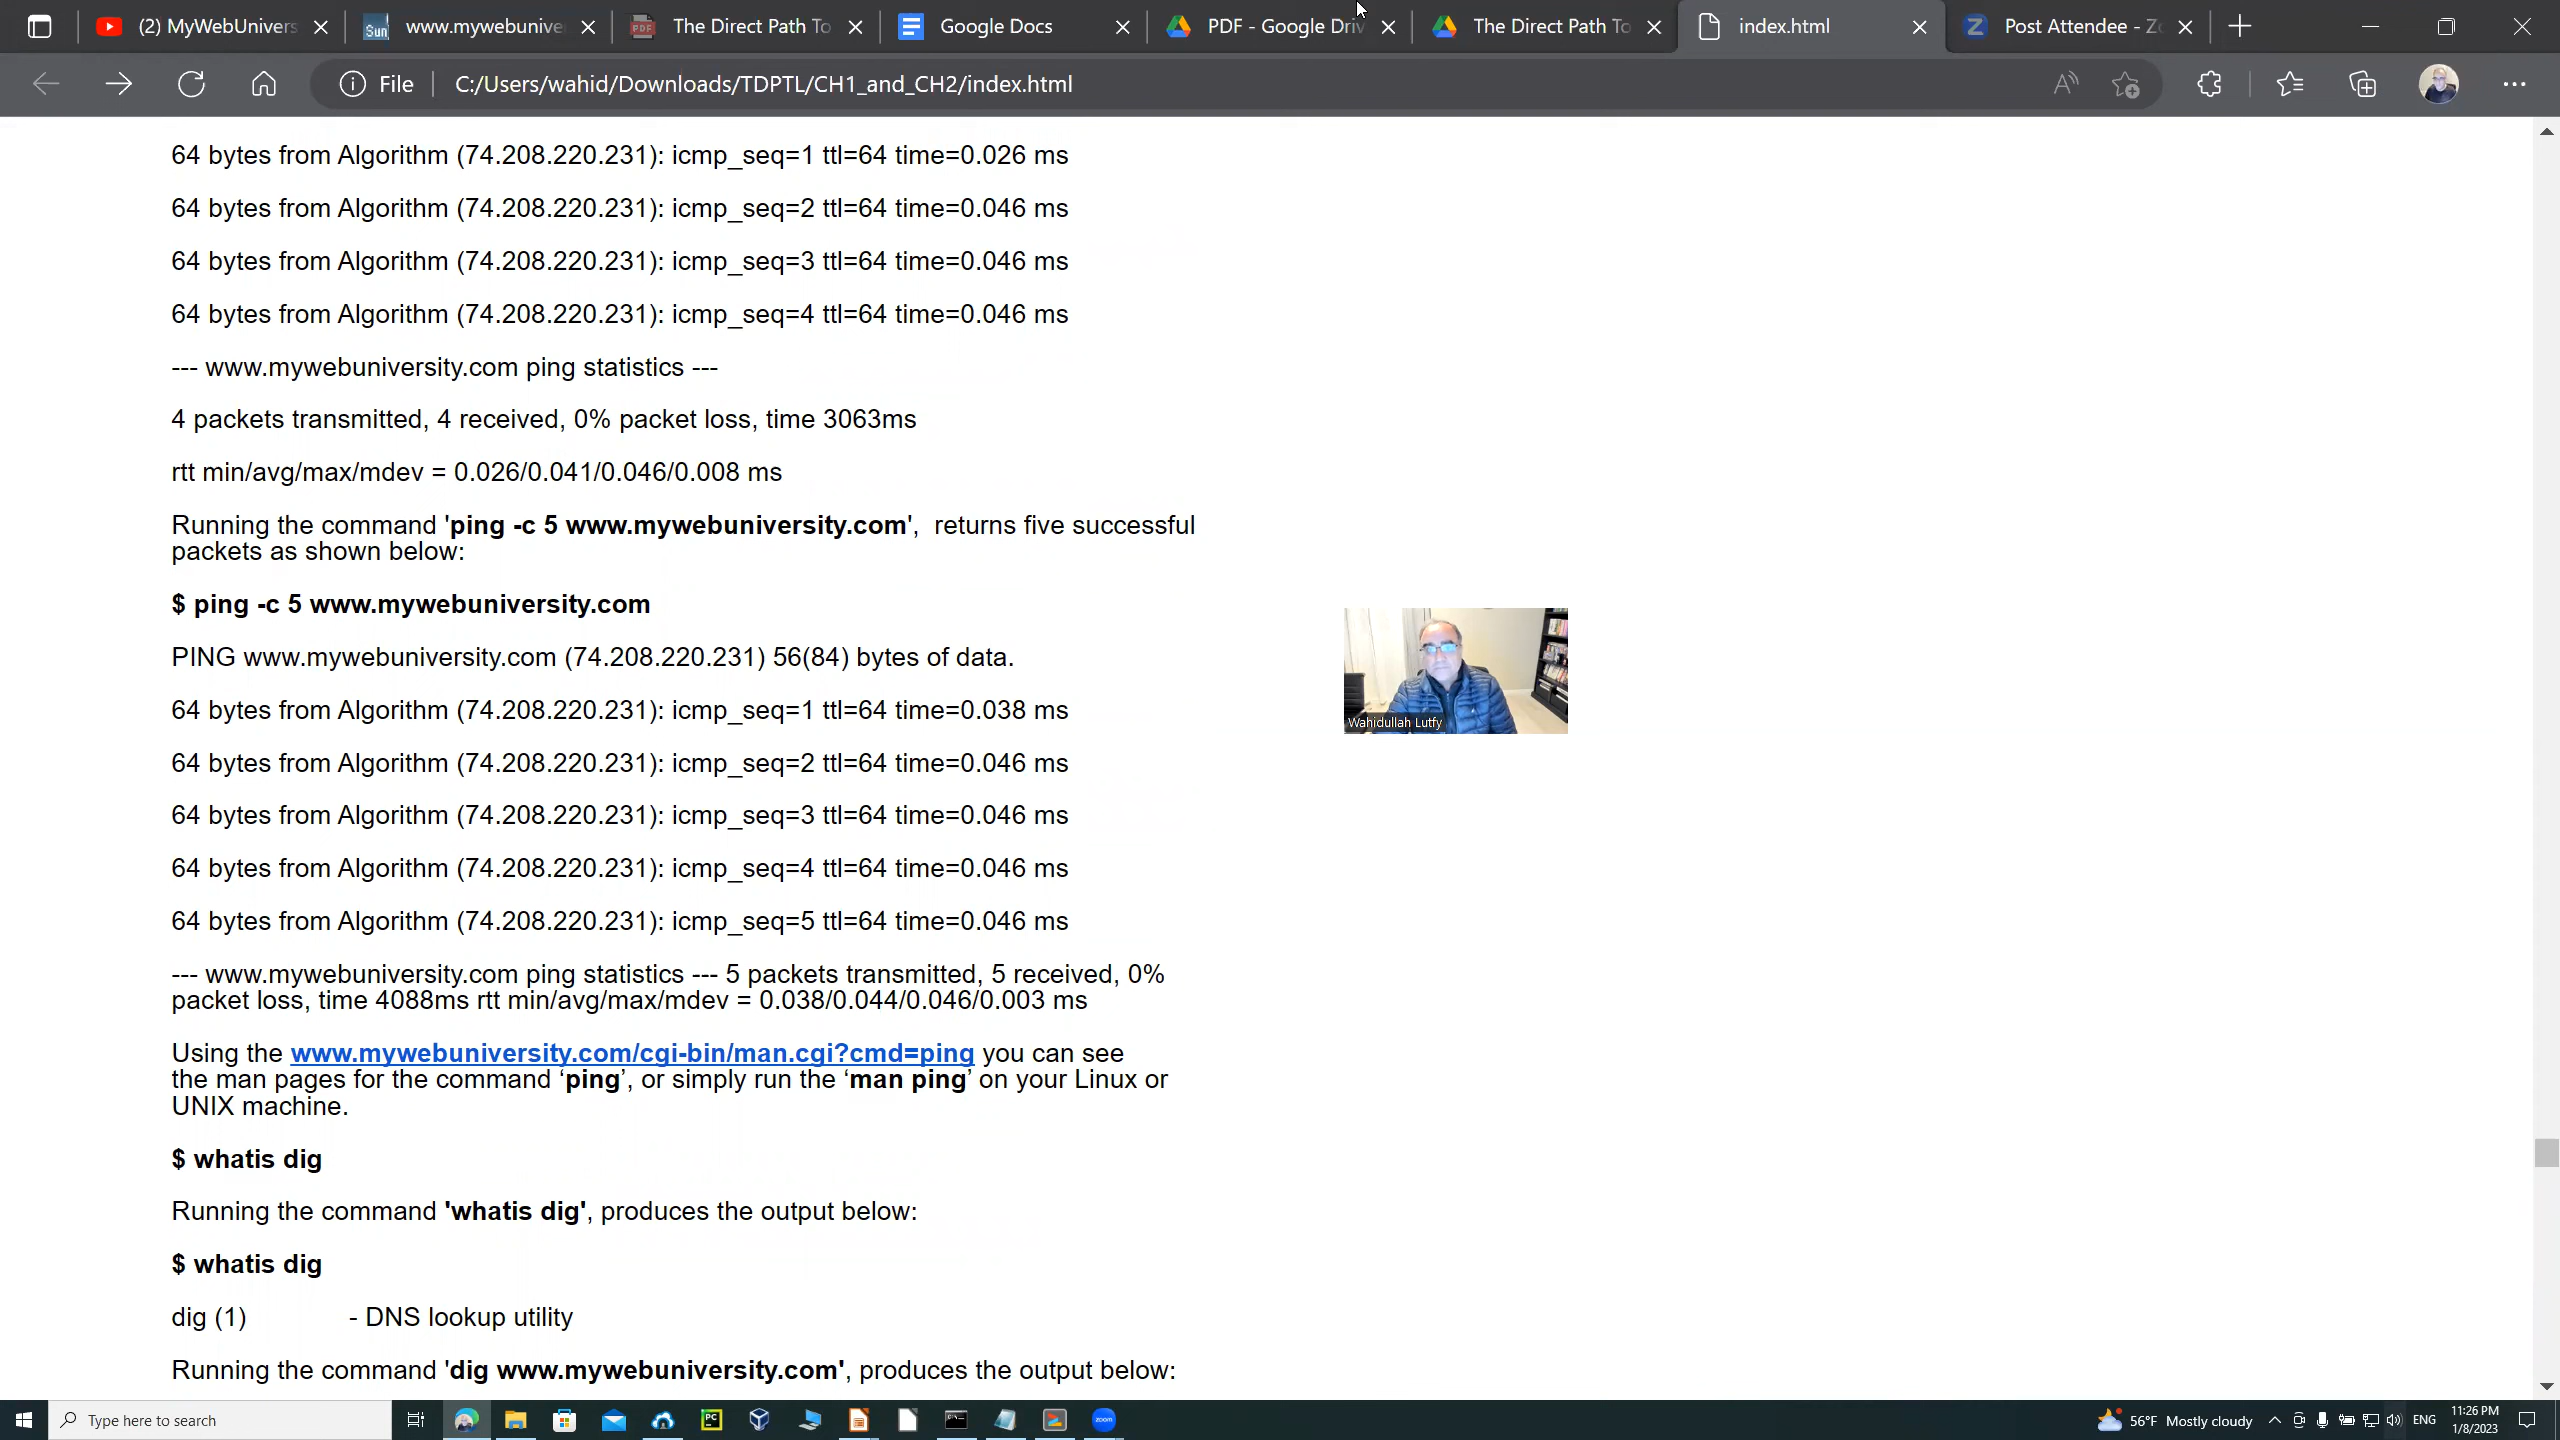 (2) MyWebUnivers
www.mywebunive
The Direct Path To
Google Docs
PDF - Google Driv
The Direct Path To
index.html
Post Attendee - Zo
File
C:/Users/wahid/Downloads/TDPTL/CH1_and_CH2/index.html
64 bytes from Algorithm (74.208.220.231): icmp_seq=1 ttl=64 time=0.026 ms
64 bytes from Algorithm (74.208.220.231): icmp_seq=2 ttl=64 time=0.046 ms
64 bytes from Algorithm (74.208.220.231): icmp_seq=3 ttl=64 time=0.046 ms
64 bytes from Algorithm (74.208.220.231): icmp_seq=4 ttl=64 time=0.046 ms
--- www.mywebuniversity.com ping statistics ---
4 packets transmitted, 4 received, 0% packet loss, time 3063ms
rtt min/avg/max/mdev = 0.026/0.041/0.046/0.008 ms
Running the command 'ping -c 5 www.mywebuniversity.com', returns five successful
packets as shown below:
$ ping -c 5 www.mywebuniversity.com
PING www.mywebuniversity.com (74.208.220.231) 56(84) bytes of data.
64 bytes from Algorithm (74.208.220.231): icmp_seq=1 ttl=64 time=0.038 ms
Wahidullah Lutfy
64 bytes from Algorithm (74.208.220.231): icmp_seq=2 ttl=64 time=0.046 ms
64 bytes from Algorithm (74.208.220.231): icmp_seq=3 ttl=64 time=0.046 ms
64 bytes from Algorithm (74.208.220.231): icmp_seq=4 ttl=64 time=0.046 ms
64 bytes from Algorithm (74.208.220.231): icmp_seq=5 ttl=64 time=0.046 ms
--- www.mywebuniversity.com ping statistics --- 5 packets transmitted, 5 received, 0%
packet loss, time 4088ms rtt min/avg/max/mdev = 0.038/0.044/0.046/0.003 ms
Using the www.mywebuniversity.com/cgi-bin/man.cgi?cmd=ping you can see
the man pages for the command ‘ping’, or simply run the ‘man ping’ on your Linux or
UNIX machine.
$ whatis dig
Running the command 'whatis dig', produces the output below:
$ whatis dig
dig (1) - DNS lookup utility
Running the command 'dig www.mywebuniversity.com', produces the output below:
Type here to search
56°F Mostly cloudy
ENG
11:26 PM
1/8/2023